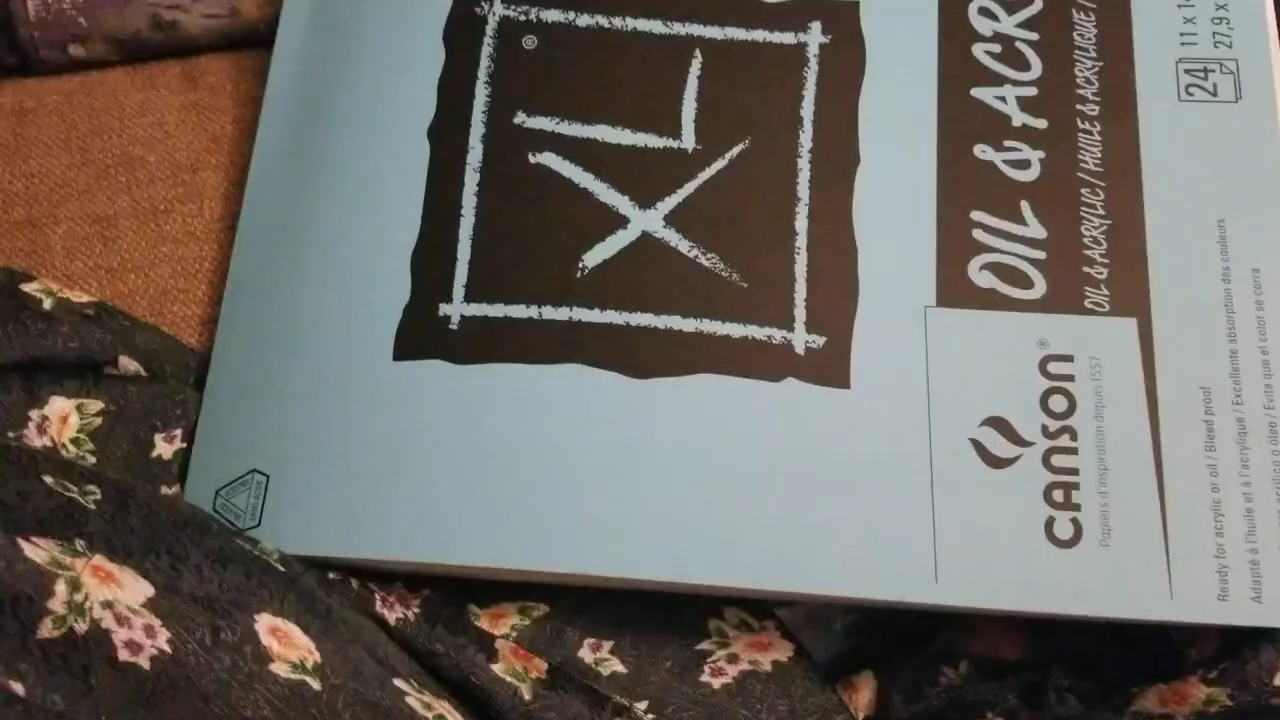 XL®
OIL & ACR
OIL & ACRYLIC / HUILE & ACRYLIQUE /
24
11 x 1
27,9 x
CANSON®
Papiers d'inspiration depuis 1557
Ready for acrylic or oil / Bleed proof
Adapté à l'huile et à l'acrylique / Excellente absorption des couleurs
o óleo / Evita que el color se corra
SANS ACIDE